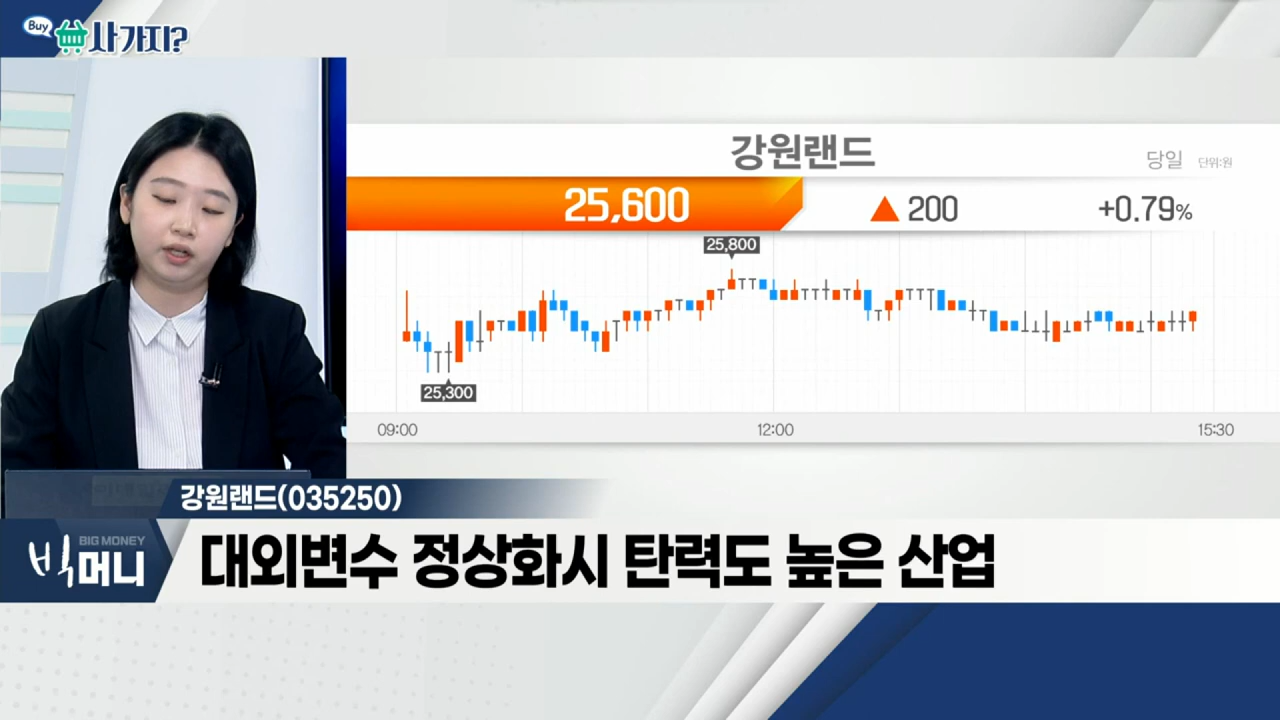 Buy
사가지?
강원랜드
당일 단위:원
25,600 ▲ 200 +0.79%
25,800
25,300
09:00 12:00 15:30
강원랜드(035250)
BIG MONEY
빅머니
대외변수 정상화시 탄력도 높은 산업